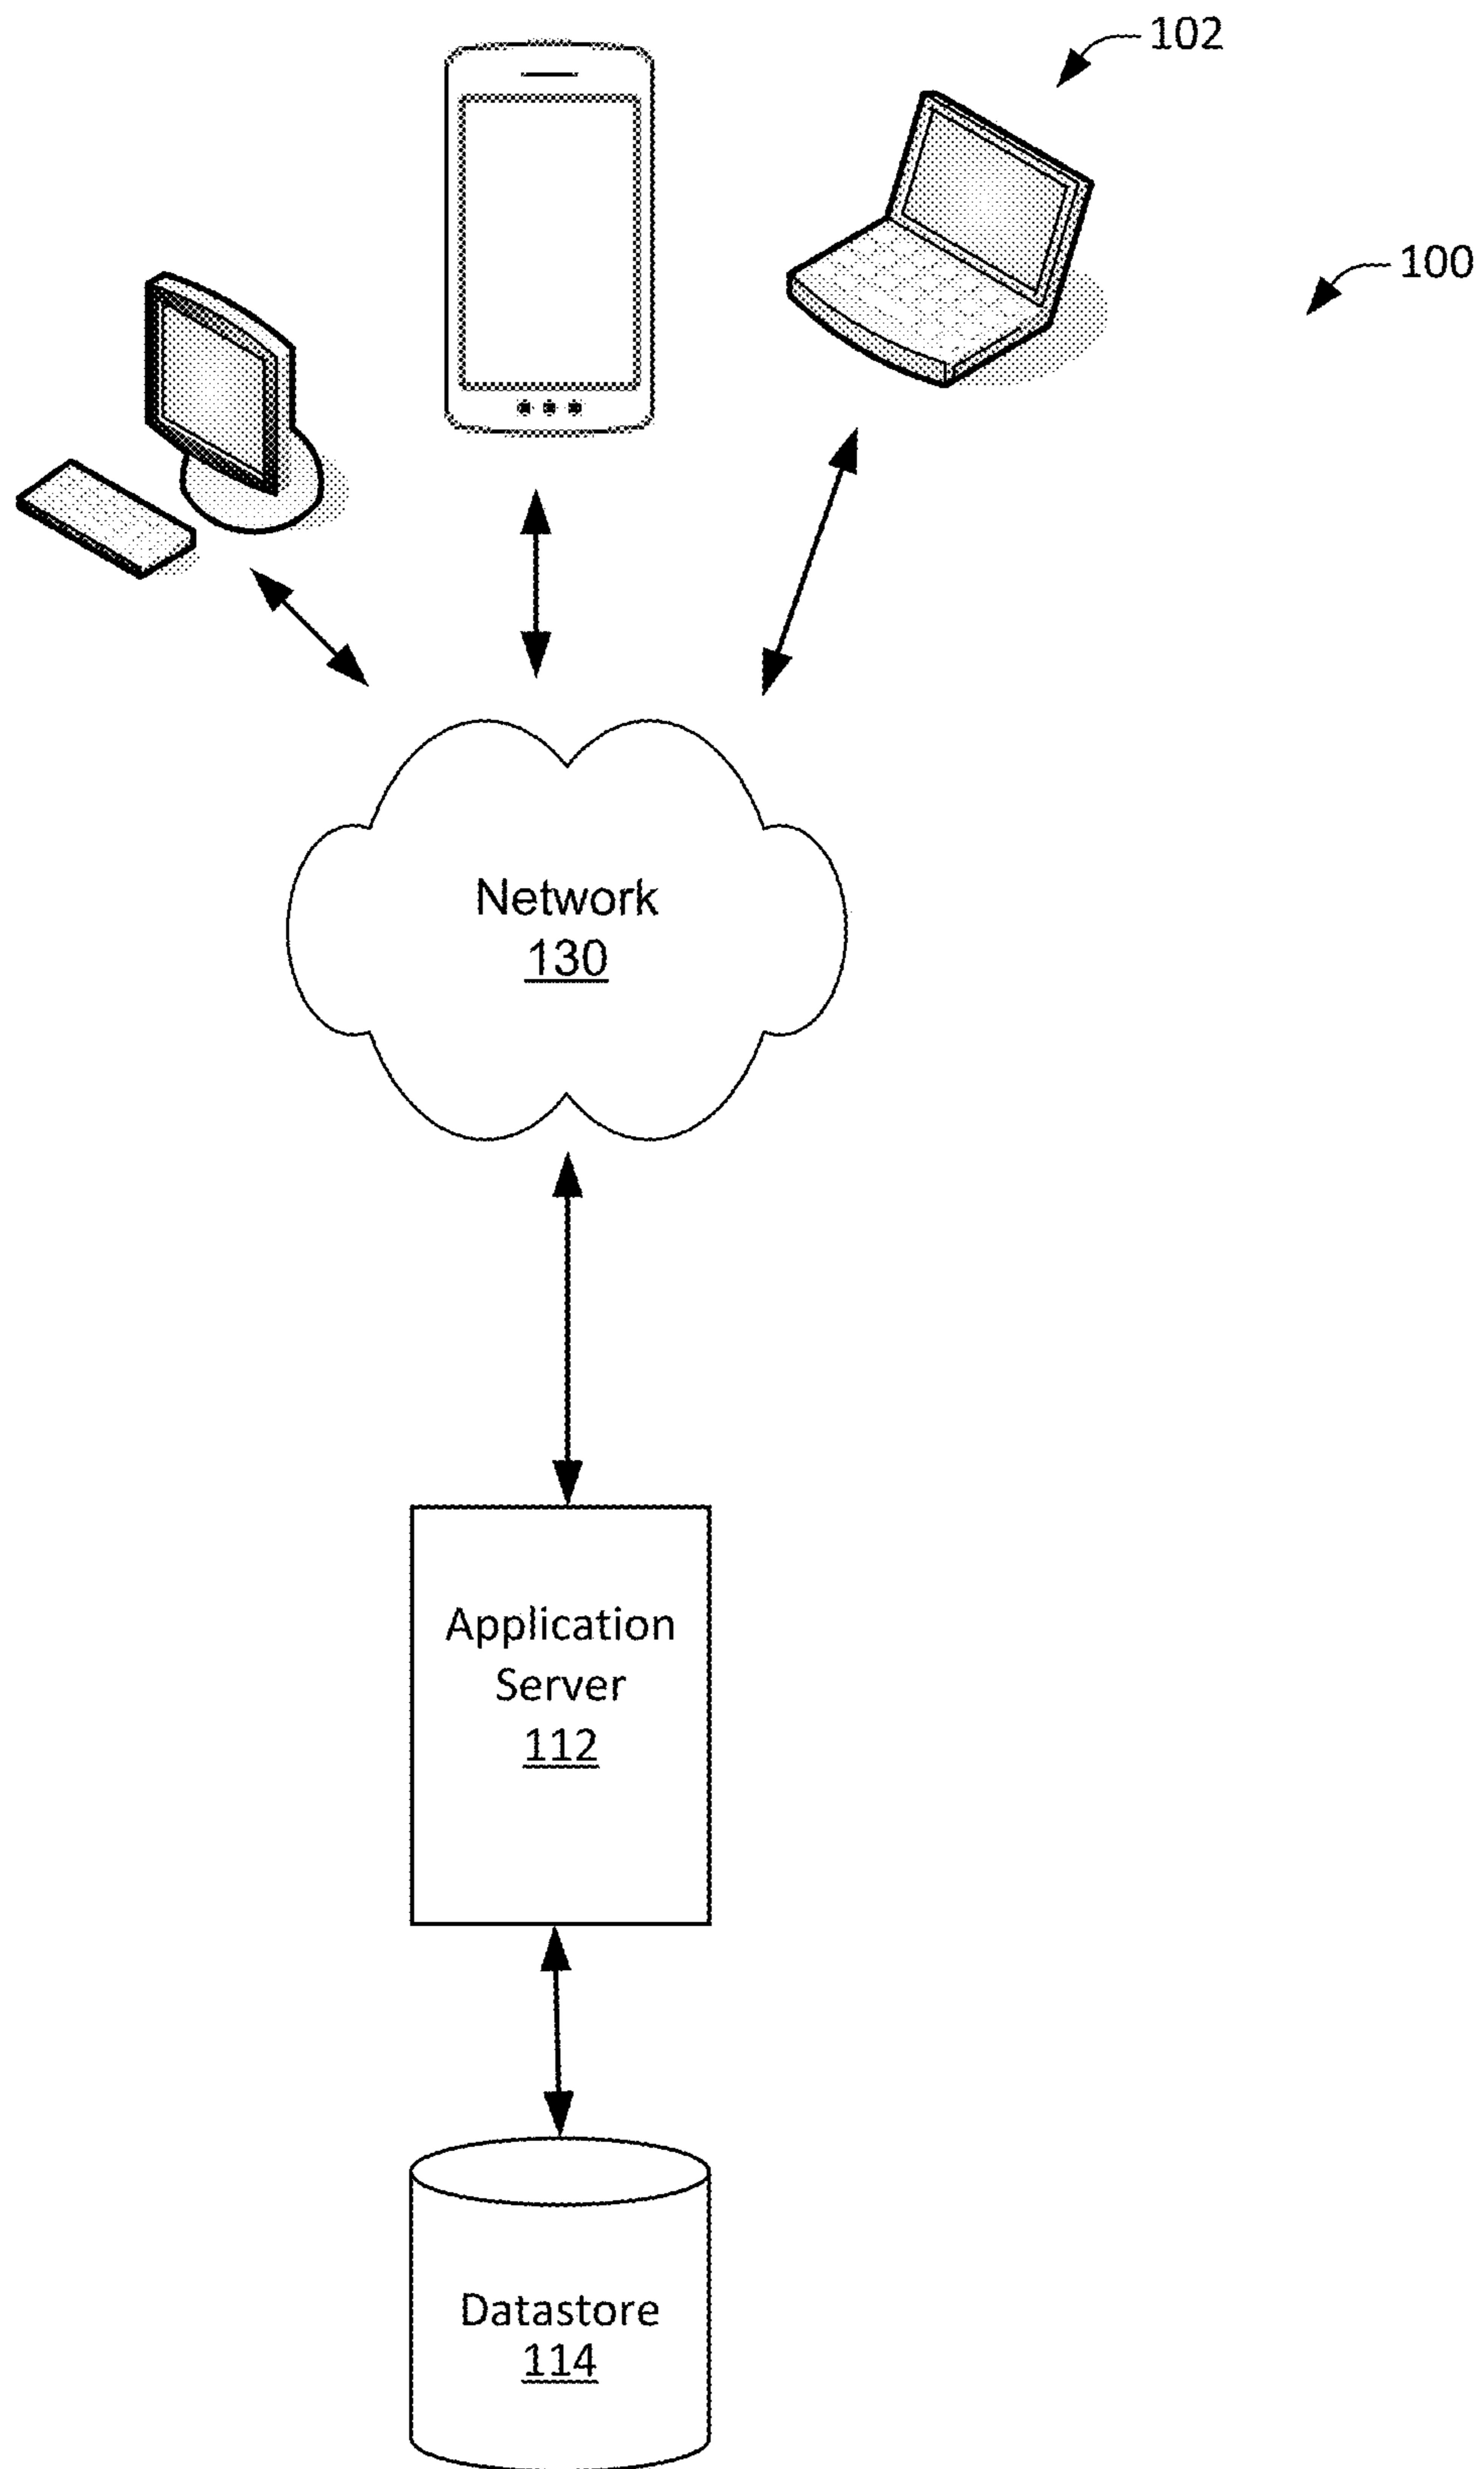 102
100
Network
130
Application
Server
112
Datastore
114